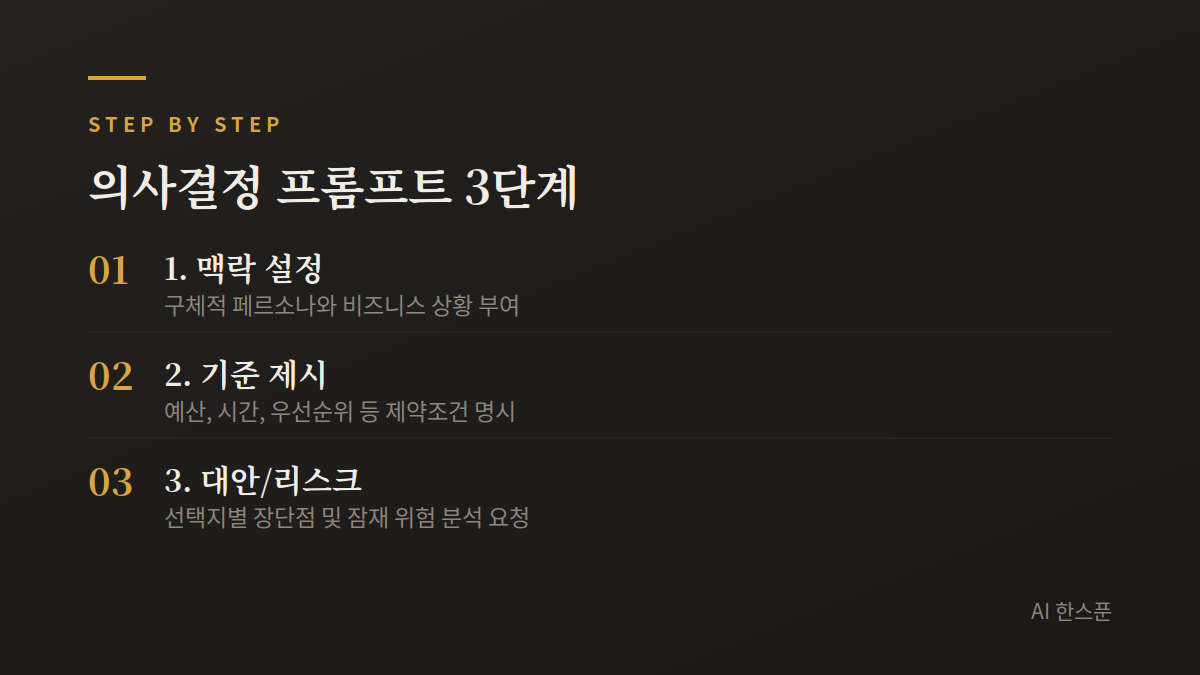 STEP BY STEP
의사결정 프롬프트 3단계
01
1. 맥락 설정
구체적 페르소나와 비즈니스 상황 부여
02
2. 기준 제시
예산, 시간, 우선순위 등 제약조건 명시
03
3. 대안/리스크
선택지별 장단점 및 잠재 위험 분석 요청
AI 한스푼